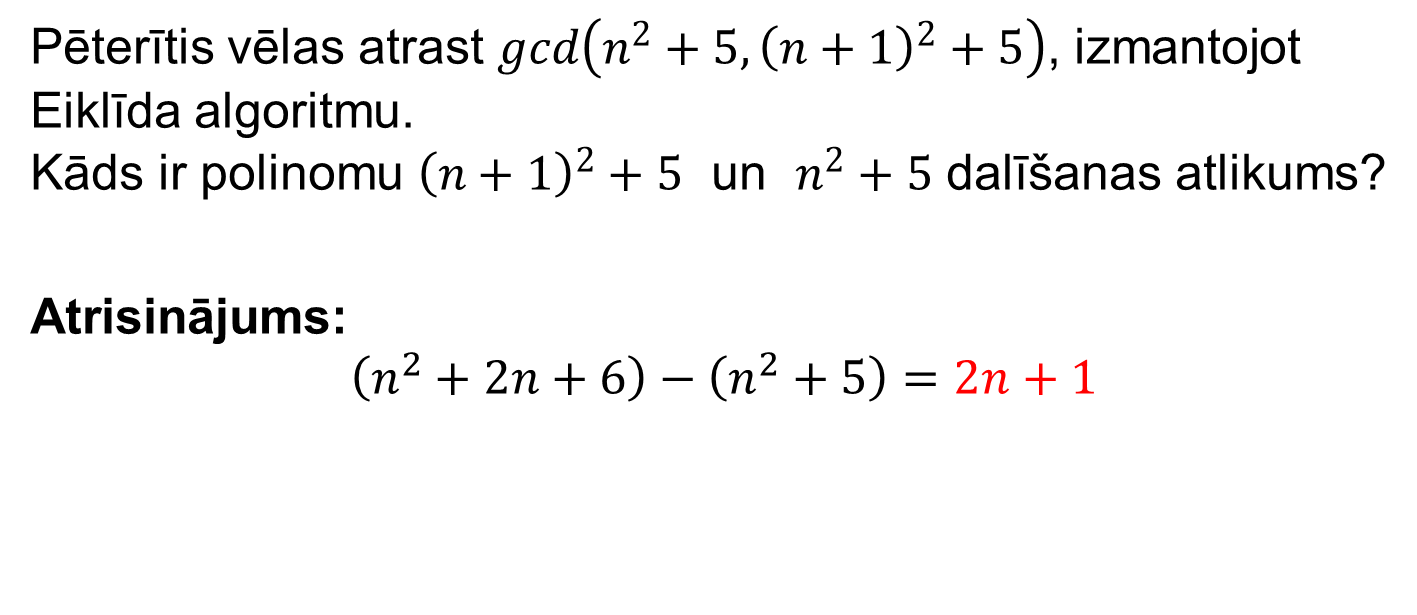 Pēterītis vēlas atrast gcd(n² + 5, (n + 1)² + 5), izmantojot
Eiklīda algoritmu.
Kāds ir polinomu (n + 1)² + 5 un n² + 5 dalīšanas atlikums?
Atrisinājums:
(n² + 2n + 6) − (n² + 5) = 2n + 1